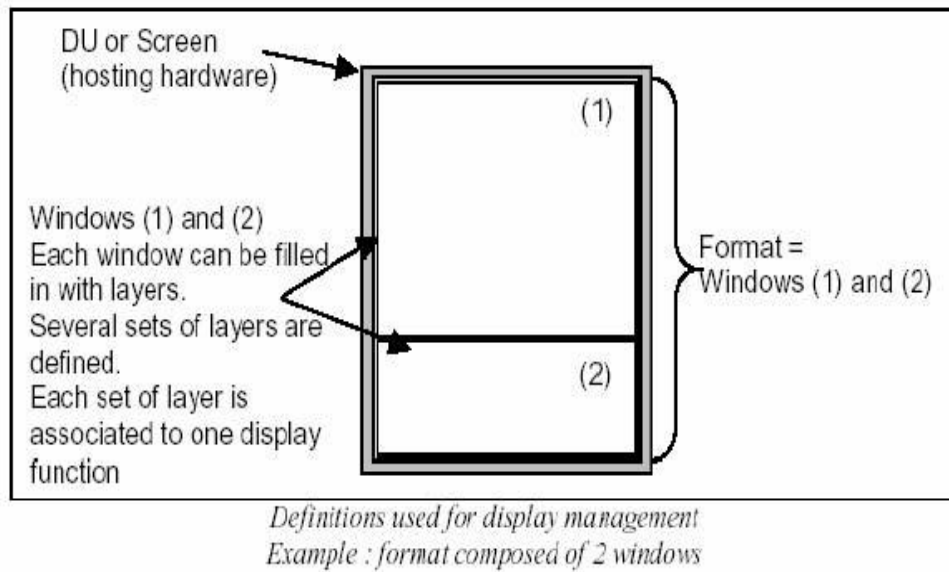 DU or Screen
(hosting hardware)
(1)
Windows (1) and (2)
Each window can be filled
in with layers.
Several sets of layers are
defined.
Each set of layer is
associated to one display
function
Format =
Windows (1) and (2)
(2)
Definitions used for display management
Example : format composed of 2 windows